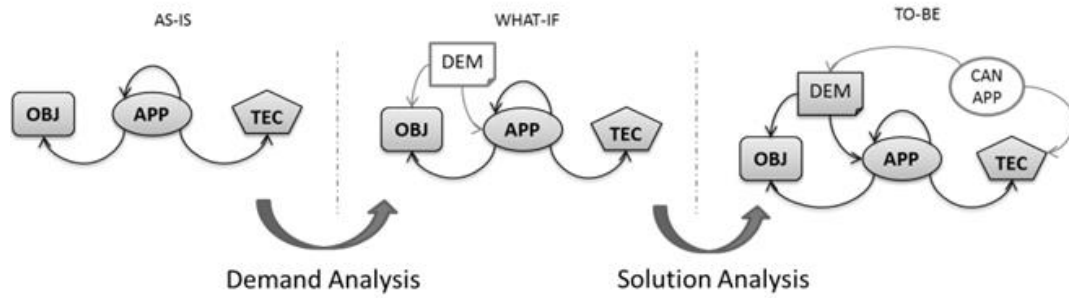 AS-IS
WHAT-IF
TO-BE
OBJ
APP
TEC
DEM
OBJ
APP
TEC
DEM
CAN
APP
OBJ
APP
TEC
Demand Analysis
Solution Analysis